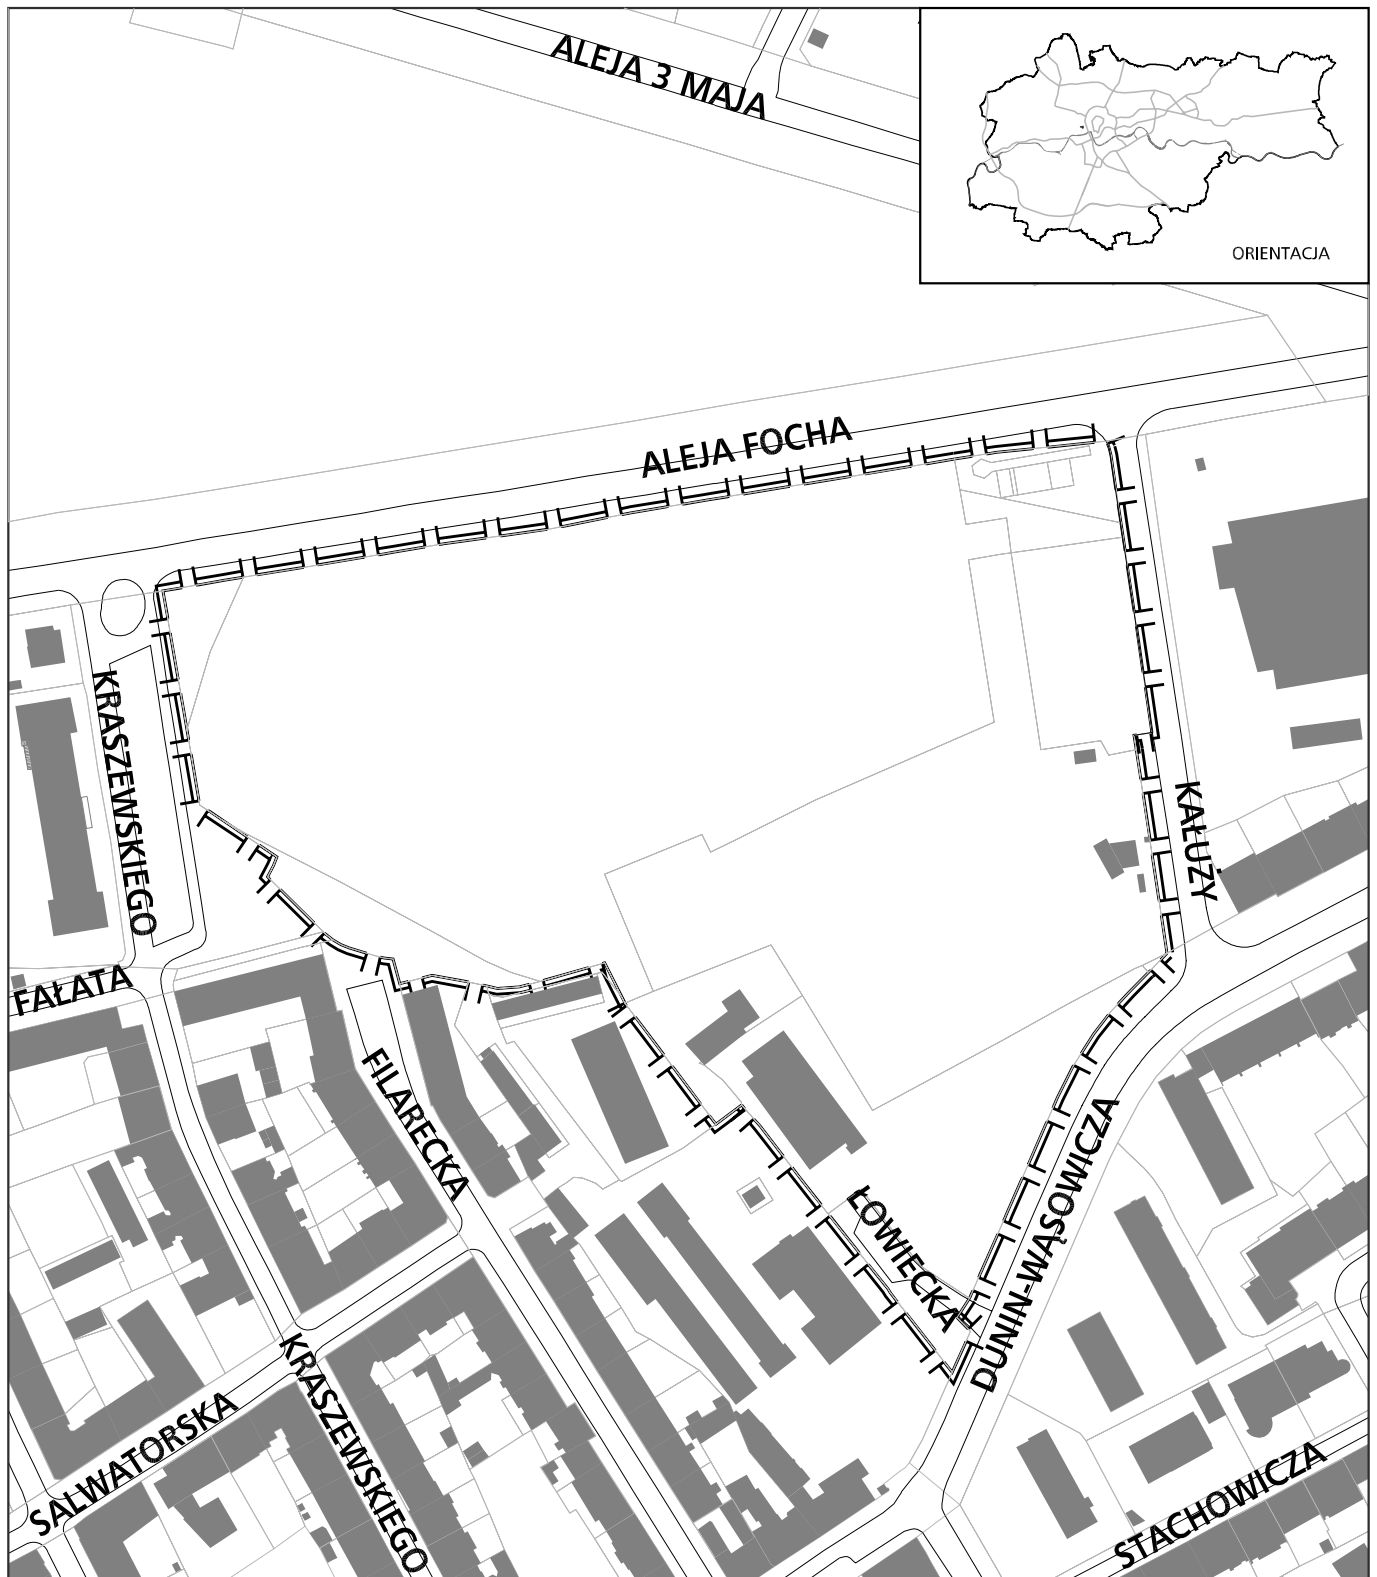 ALEJA 3 MAJA
ORIENTACJA
ALEJA FOCHA
KRASZEWSKIEGO
KAŁUŻY
FAŁATA
FILARECKA
ŁOWIECKA
DUNIN-WĄSOWICZA
KRASZEWSKIEGO
SALWATORSKA
STACHOWICZA